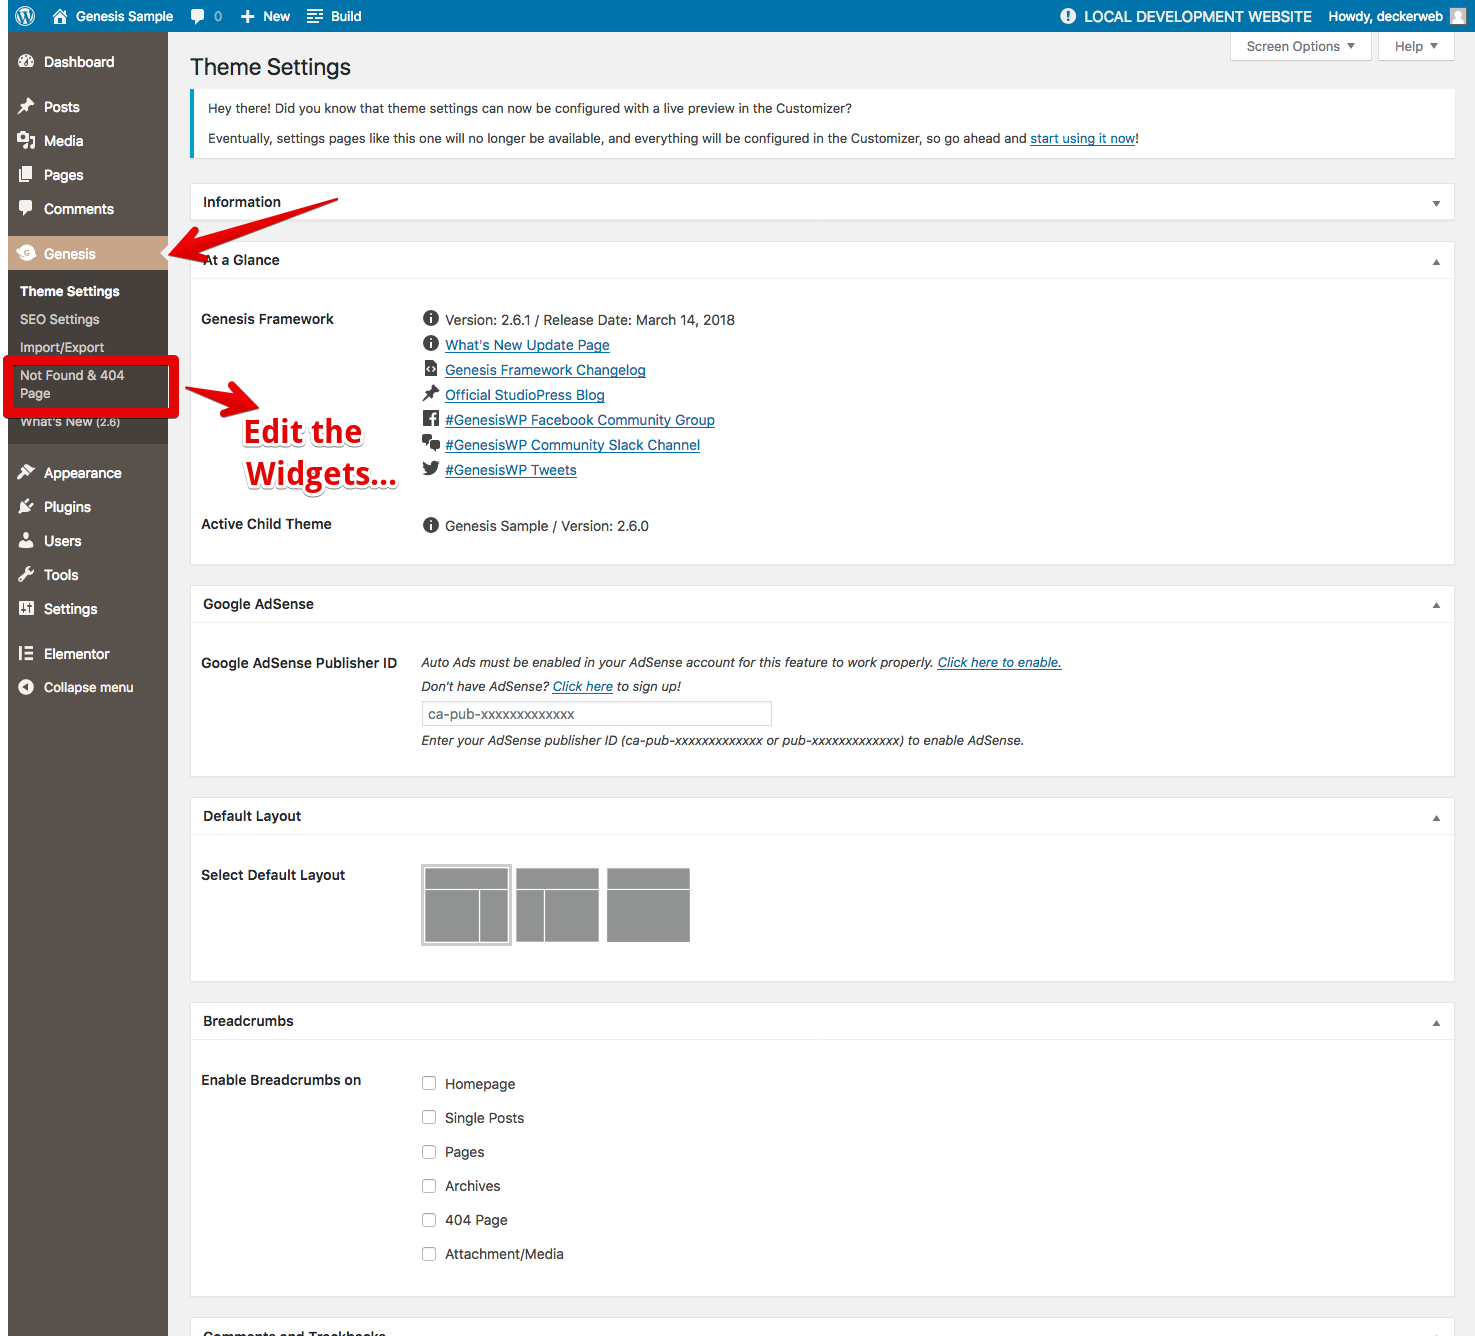 Genesis Sample 0 New Build LOCAL DEVELOPMENT WEBSITE Howdy, deckerweb
Screen Options Help
Dashboard
Posts
Media
Pages
Comments
Genesis
Theme Settings
SEO Settings
Import/Export
Not Found & 404
Page
What's New (2.6)
Appearance
Plugins
Users
Tools
Settings
Elementor
Collapse menu
Theme Settings
Hey there! Did you know that theme settings can now be configured with a live preview in the Customizer?
Eventually, settings pages like this one will no longer be available, and everything will be configured in the Customizer, so go ahead and start using it now!
Information
At a Glance
Genesis Framework
Version: 2.6.1 / Release Date: March 14, 2018
What's New Update Page
Genesis Framework Changelog
Official StudioPress Blog
#GenesisWP Facebook Community Group
#GenesisWP Community Slack Channel
#GenesisWP Tweets
Edit the
Widgets...
Active Child Theme
Genesis Sample / Version: 2.6.0
Google AdSense
Google AdSense Publisher ID
Auto Ads must be enabled in your AdSense account for this feature to work properly. Click here to enable.
Don't have AdSense? Click here to sign up!
ca-pub-xxxxxxxxxxxxx
Enter your AdSense publisher ID (ca-pub-xxxxxxxxxxxxx or pub-xxxxxxxxxxxxx) to enable AdSense.
Default Layout
Select Default Layout
Breadcrumbs
Enable Breadcrumbs on
Homepage
Single Posts
Pages
Archives
404 Page
Attachment/Media
Comments and Trackbacks